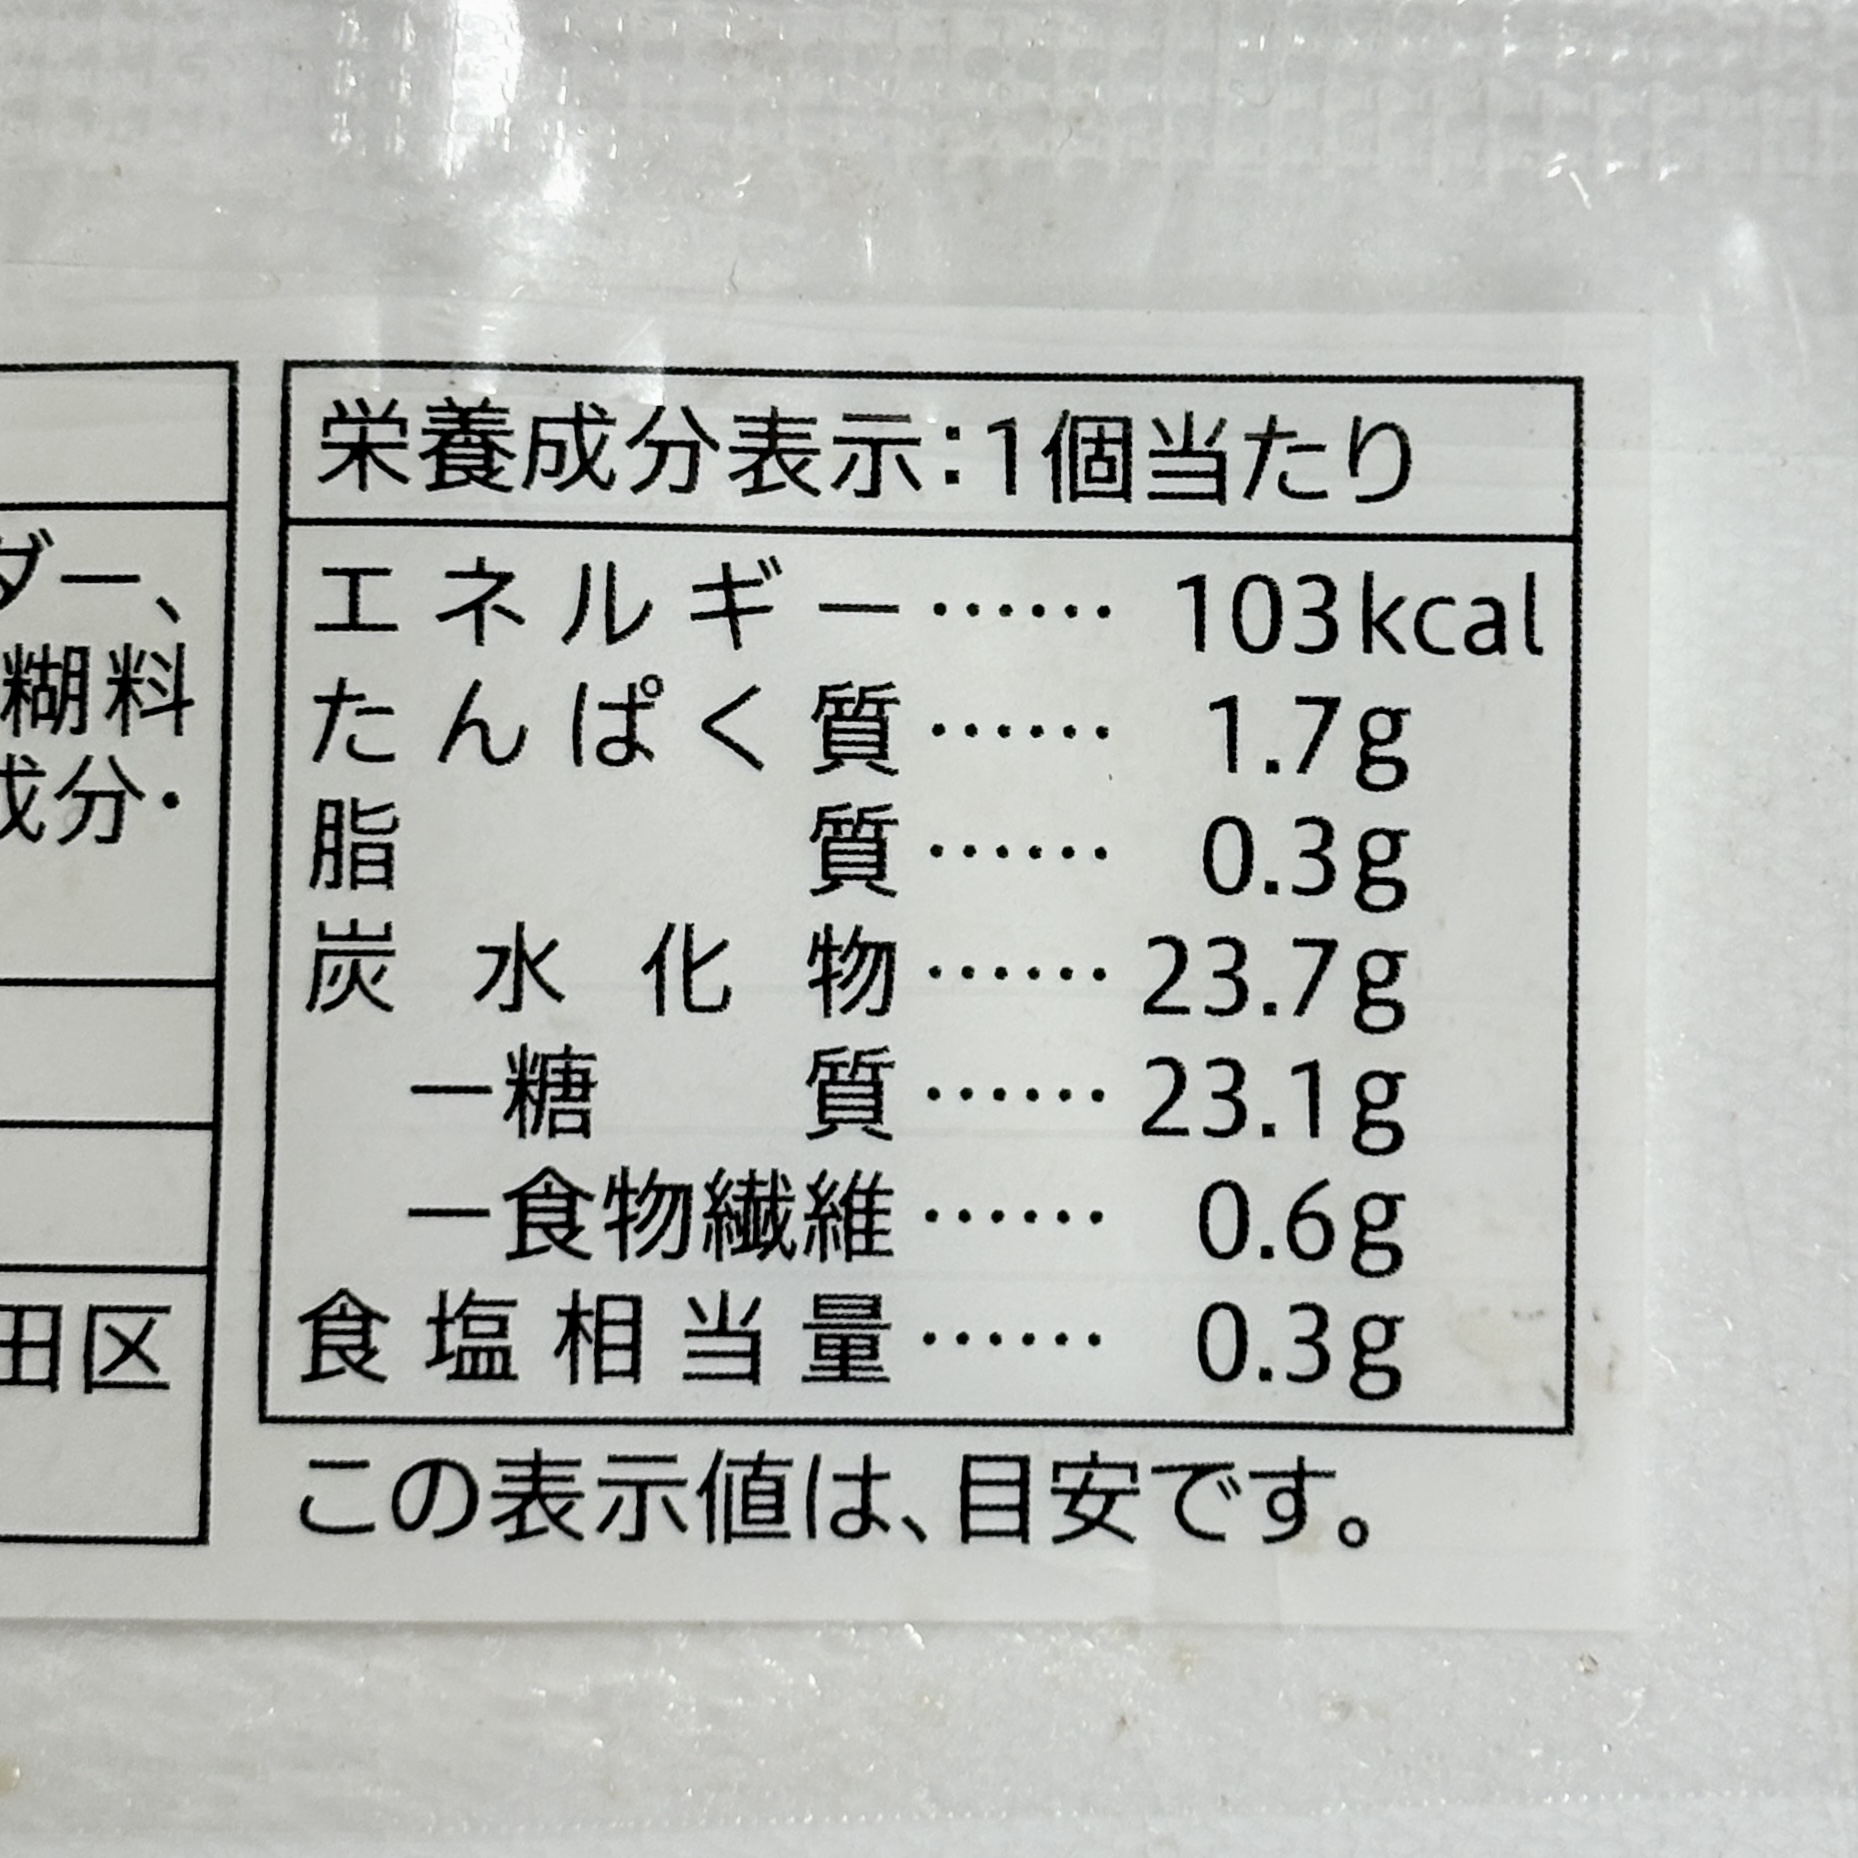 ダー、
糊料
成分・
田区
栄養成分表示:1個当たり
エネルギー…… 103kcal
たんぱく質…… 1.7g
脂質…… 0.3g
炭水化物…… 23.7g
ー糖質…… 23.1g
ー食物繊維…… 0.6g
食塩相当量…… 0.3g
この表示値は、目安です。